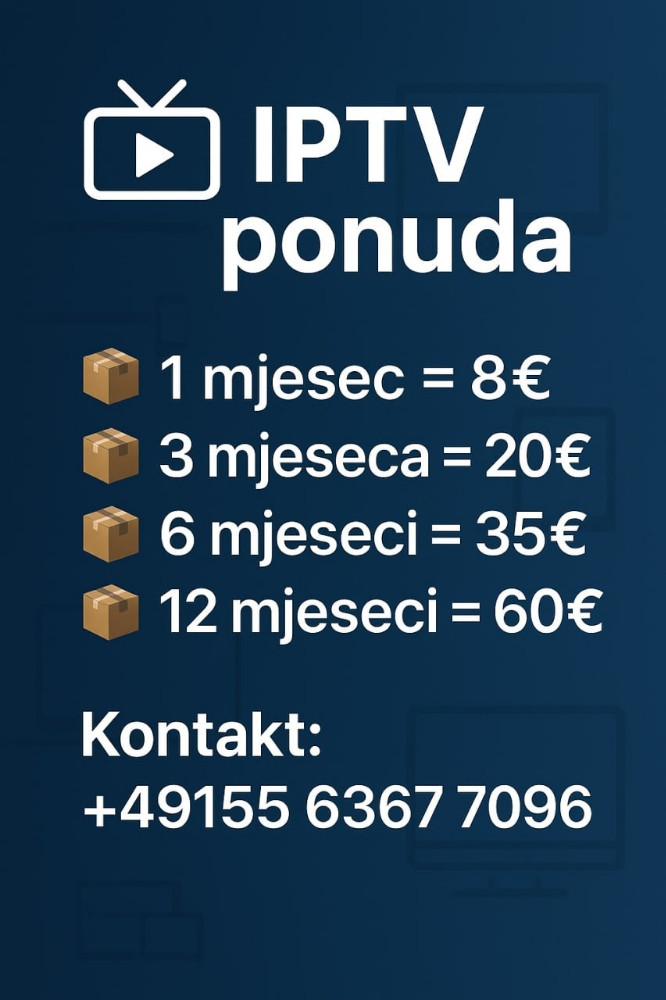 IPTV
ponuda
1 mjesec = 8€
3 mjeseca = 20€
6 mjeseci = 35€
12 mjeseci = 60€
Kontakt:
+49155 6367 7096